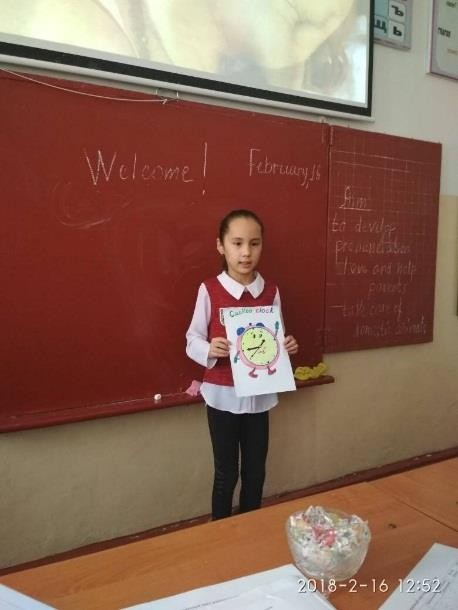 Welcome!
February, 16
Aim
to develop
pronunciation
love and help
parents
take care of
domestic animals
Cuckoo clock
ъ
ь
2018-2-16 12:52